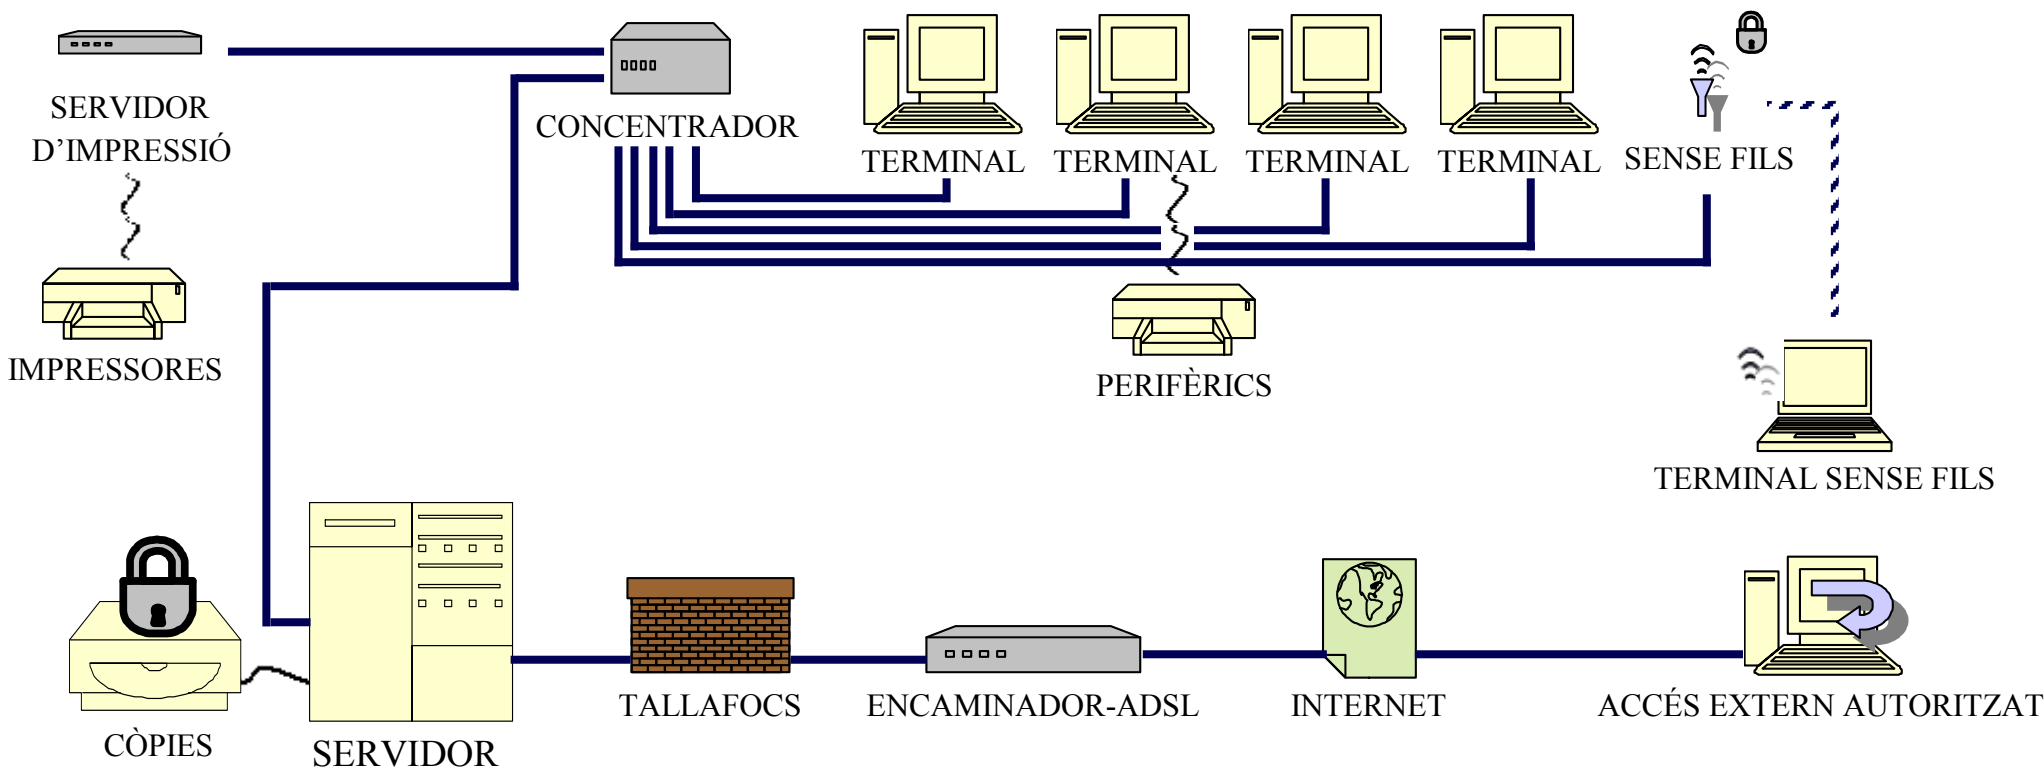 SERVIDOR
D’IMPRESSIÓ
CONCENTRADOR
TERMINAL
TERMINAL
TERMINAL
TERMINAL
SENSE FILS
IMPRESSORES
PERIFÈRICS
TERMINAL SENSE FILS
CÒPIES
SERVIDOR
TALLAFOCS
ENCAMINADOR-ADSL
INTERNET
ACCÉS EXTERN AUTORITZAT